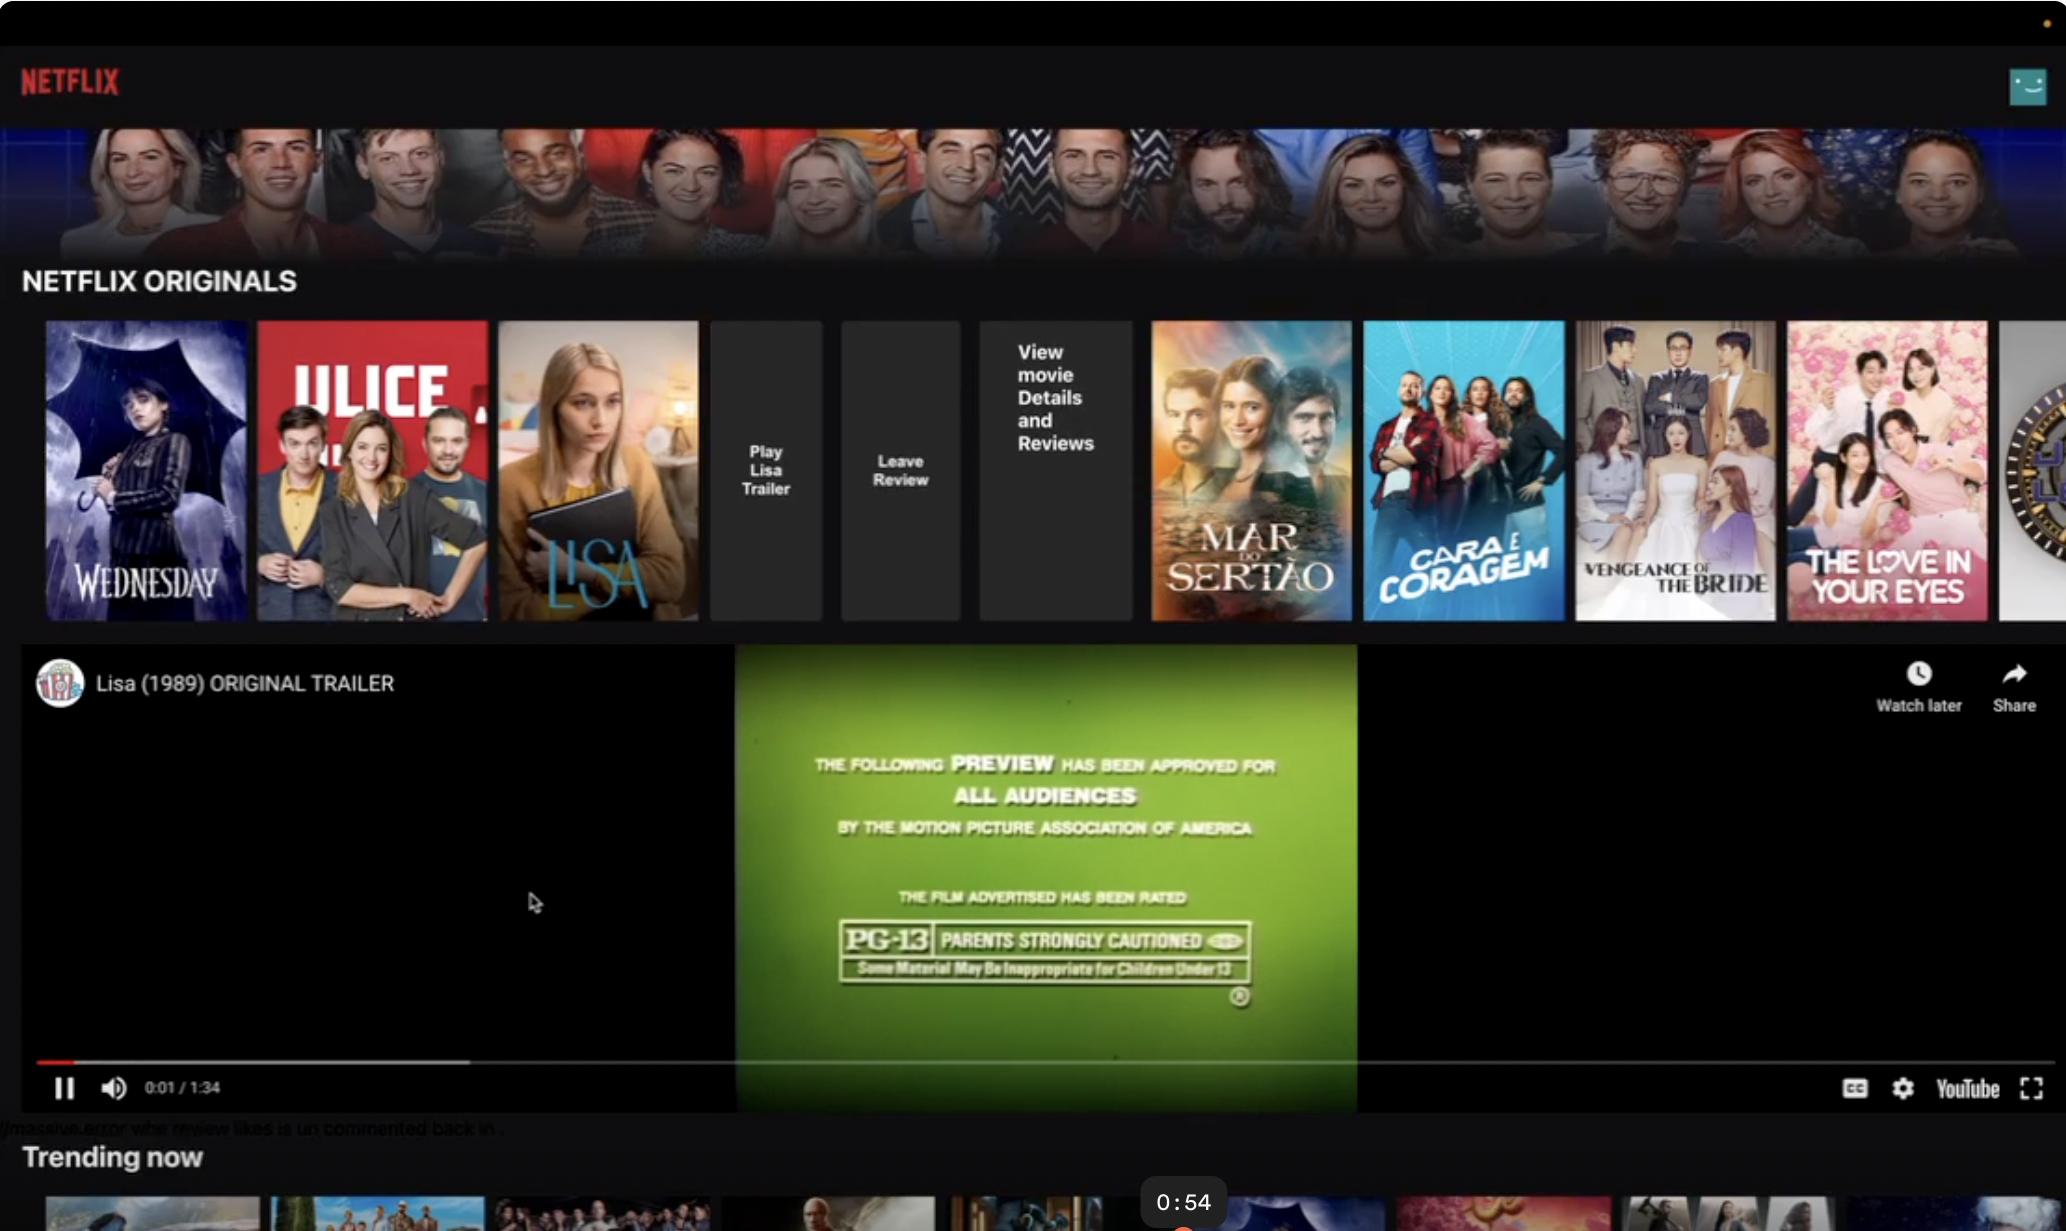 NETFLIX
NETFLIX ORIGINALS
WEDNESDAY
ULICE
LISA
Play
Lisa
Trailer
Leave
Review
View
movie
Details
and
Reviews
MAR
DO
SERTÃO
CARA E
CORAGEM
VENGEANCE OF
THE BRIDE
THE LOVE IN
YOUR EYES
Lisa (1989) ORIGINAL TRAILER
Watch later
Share
THE FOLLOWING PREVIEW HAS BEEN APPROVED FOR
ALL AUDIENCES
BY THE MOTION PICTURE ASSOCIATION OF AMERICA
THE FILM ADVERTISED HAS BEEN RATED
PG-13 PARENTS STRONGLY CAUTIONED
Some Material May Be Inappropriate for Children Under 13
®
0:01 / 1:34
CC
YouTube
//massive.error whe review likes is un commented back in .
Trending now
0:54